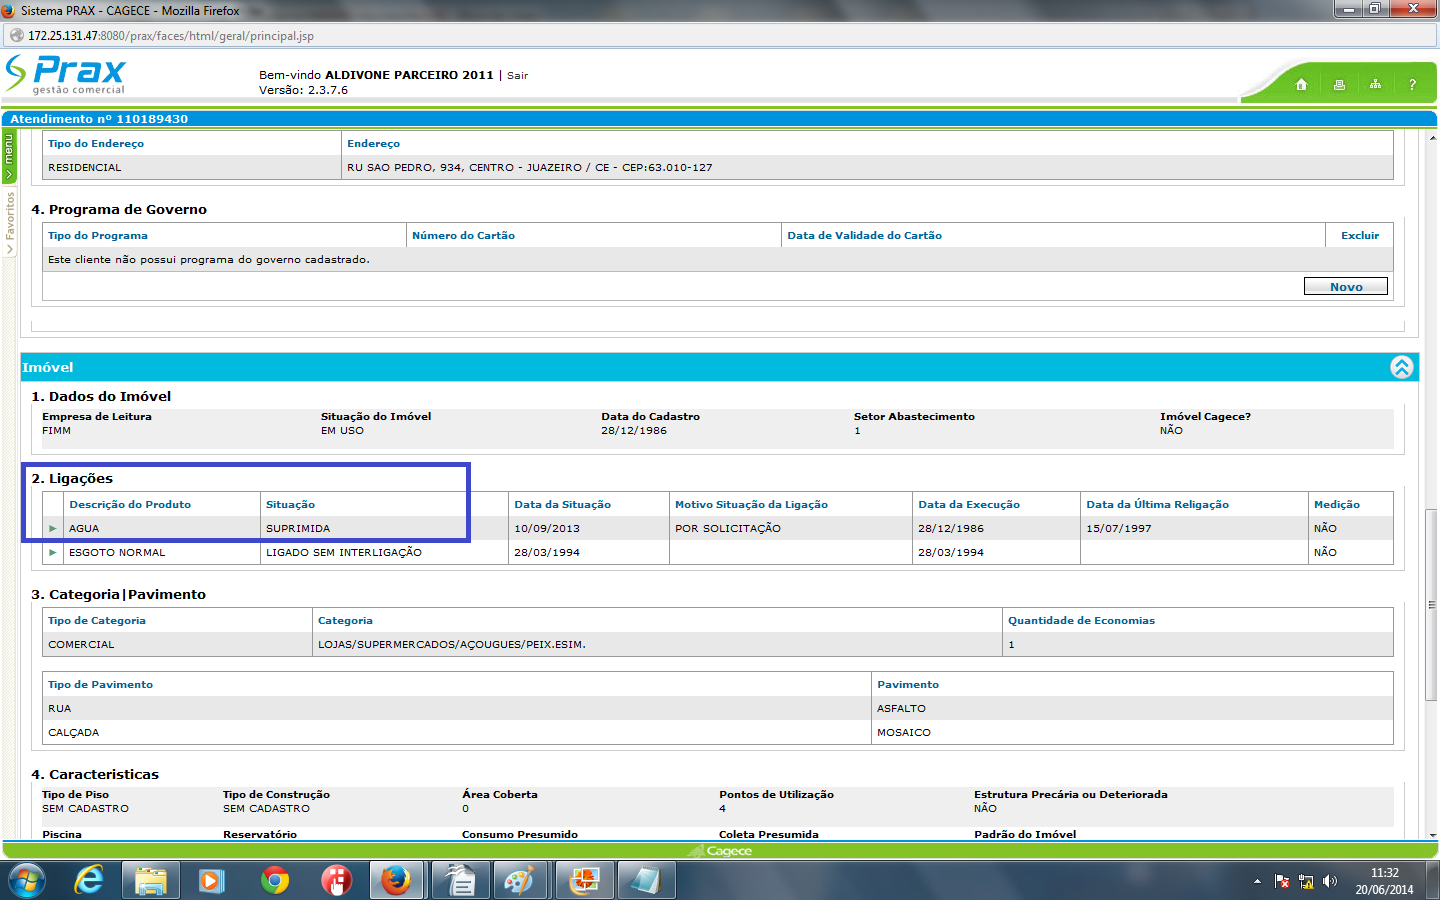 Sistema PRAX - CAGECE - Mozilla Firefox
172.25.131.47:8080/prax/faces/html/geral/principal.jsp
Prax
gestão comercial
Bem-vindo ALDIVONE PARCEIRO 2011 | Sair
Versão: 2.3.7.6
?
Atendimento nº 110189430
menu
Favoritos
Tipo do Endereço Endereço
RESIDENCIAL RU SAO PEDRO, 934, CENTRO - JUAZEIRO / CE - CEP:63.010-127
4. Programa de Governo
Tipo do Programa Número do Cartão Data de Validade do Cartão Excluir
Este cliente não possui programa do governo cadastrado.
Novo
Imóvel
1. Dados do Imóvel
Empresa de Leitura Situação do Imóvel Data do Cadastro Setor Abastecimento Imóvel Cagece?
FIMM EM USO 28/12/1986 1 NÃO
2. Ligações
Descrição do Produto Situação Data da Situação Motivo Situação da Ligação Data da Execução Data da Última Religação Medição
AGUA SUPRIMIDA 10/09/2013 POR SOLICITAÇÃO 28/12/1986 15/07/1997 NÃO
ESGOTO NORMAL LIGADO SEM INTERLIGAÇÃO 28/03/1994 28/03/1994 NÃO
3. Categoria|Pavimento
Tipo de Categoria Categoria Quantidade de Economias
COMERCIAL LOJAS/SUPERMERCADOS/AÇOUGUES/PEIX.ESIM. 1
Tipo de Pavimento Pavimento
RUA ASFALTO
CALÇADA MOSAICO
4. Caracteristicas
Tipo de Piso Tipo de Construção Área Coberta Pontos de Utilização Estrutura Precária ou Deteriorada
SEM CADASTRO SEM CADASTRO 0 4 NÃO
Piscina Reservatório Consumo Presumido Coleta Presumida Padrão do Imóvel
Cagece
11:32
20/06/2014